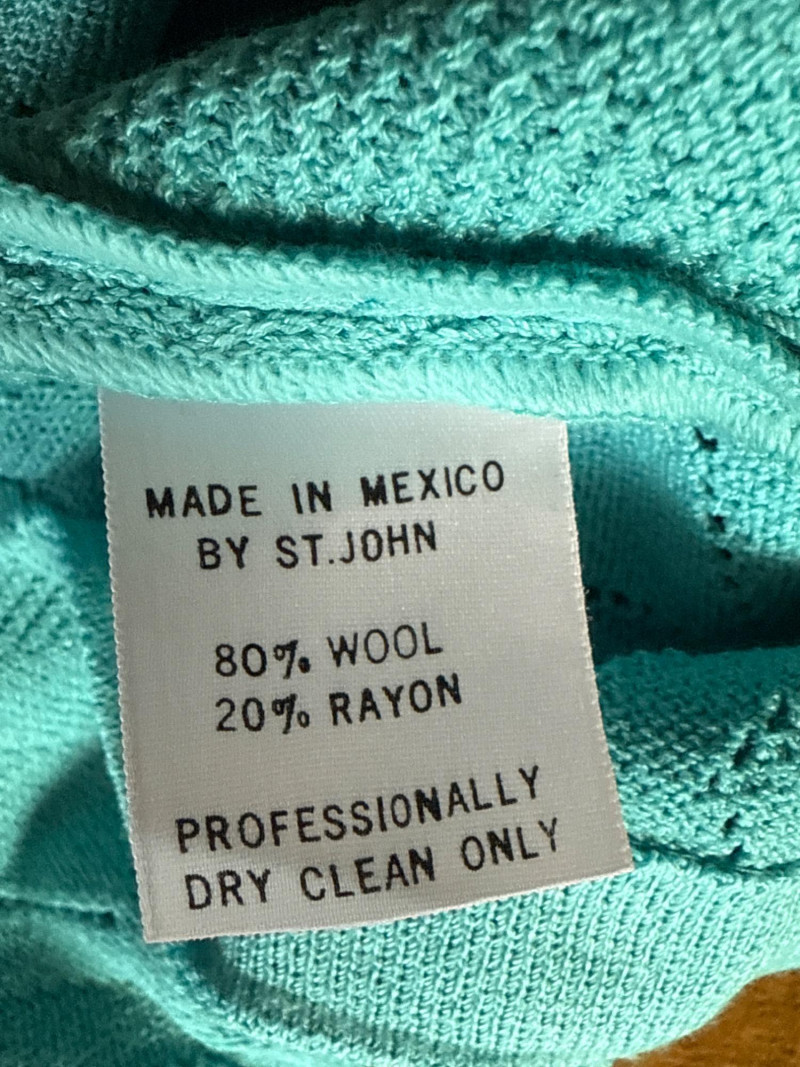 MADE IN MEXICO
BY ST.JOHN
80% WOOL
20% RAYON
PROFESSIONALLY
DRY CLEAN ONLY